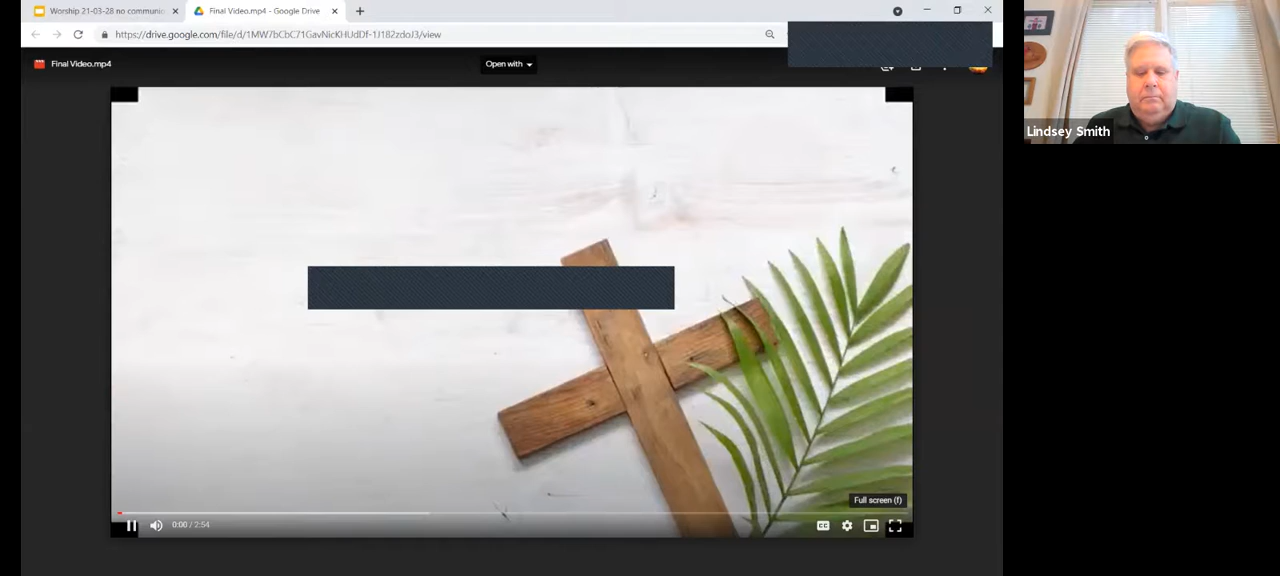 Worship 21-03-28 no communio
Final Video.mp4 - Google Drive
https://drive.google.com/file/d/1MW7bCbC71GavNicKHUdDf-1J182zdoJ3/view
Final Video.mp4
Open with
Lindsey Smith
Full screen (f)
0:00 / 2:54
CC